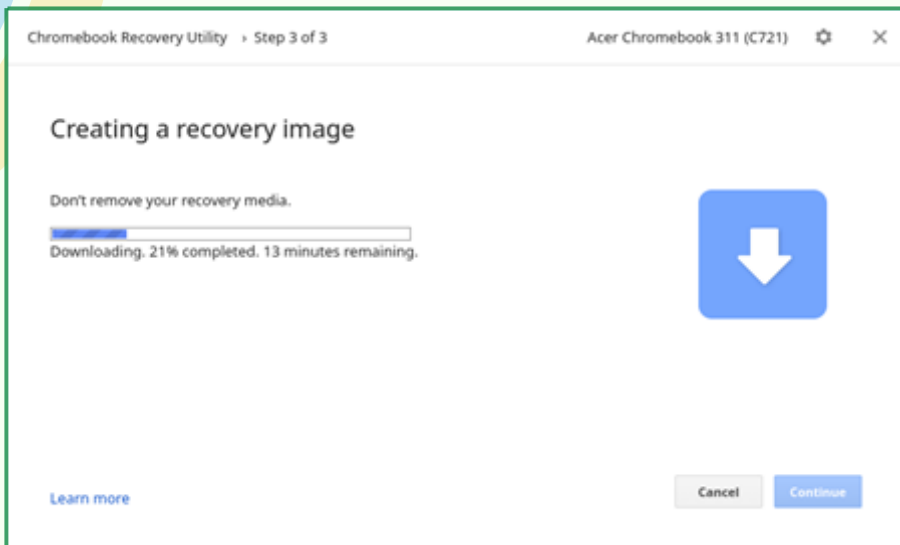 Chromebook Recovery Utility › Step 3 of 3 Acer Chromebook 311 (C721)
Creating a recovery image
Don't remove your recovery media.
Downloading. 21% completed. 13 minutes remaining.
Learn more Cancel Continue